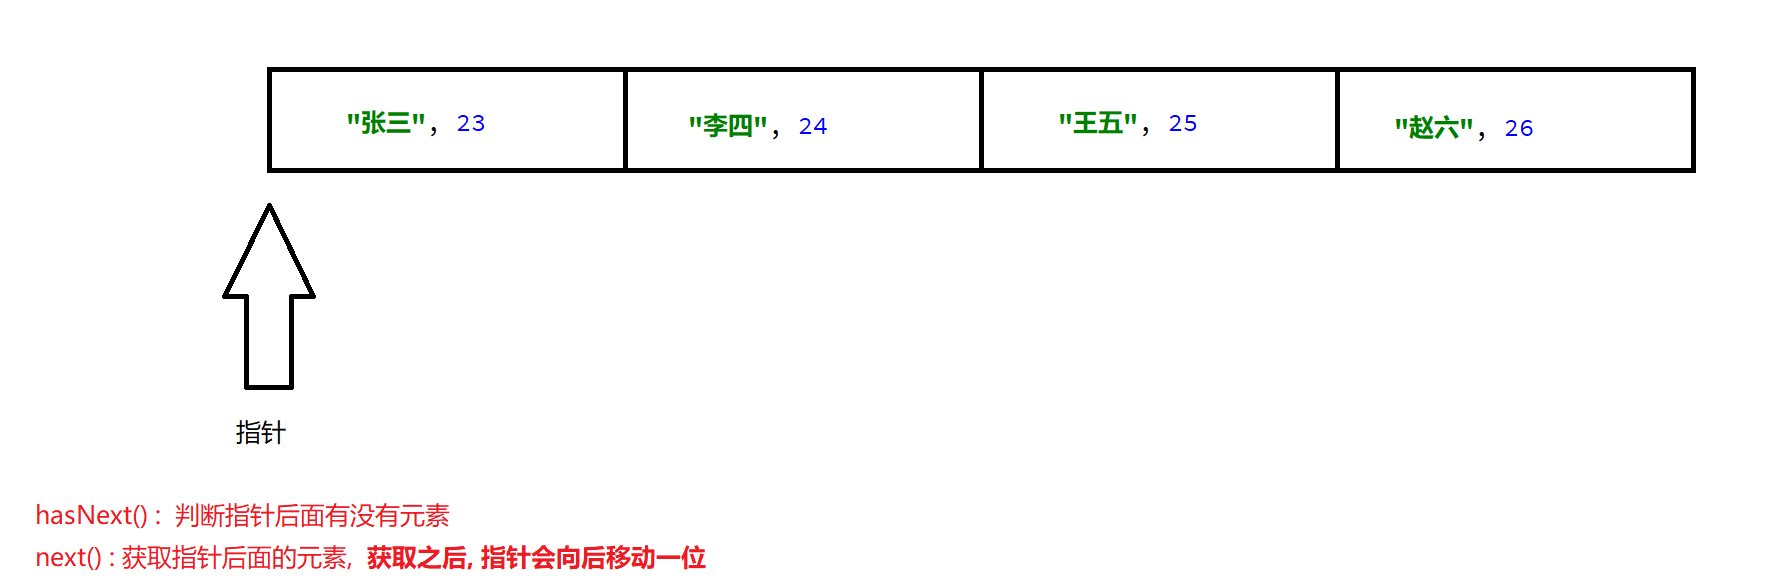 "张三", 23 "李四", 24 "王五", 25 "赵六", 26
指针
hasNext() : 判断指针后面有没有元素
next() : 获取指针后面的元素, 获取之后, 指针会向后移动一位